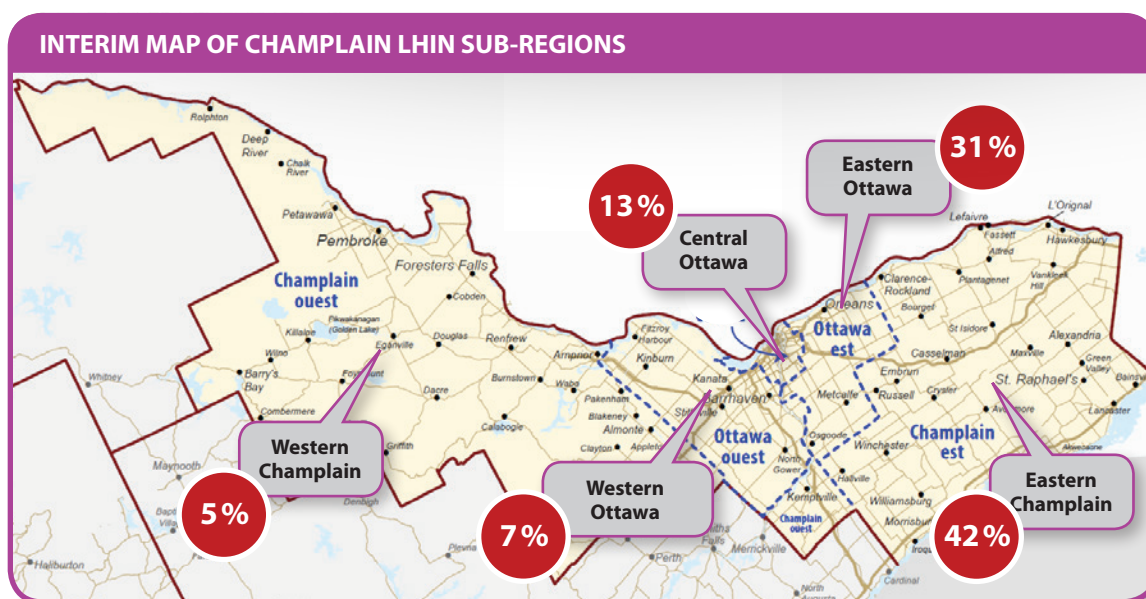 INTERIM MAP OF CHAMPLAIN LHIN SUB-REGIONS
Rolphton
Deep
River
Chalk
River
Petawawa
Pembroke
Foresters Falls
Champlain
ouest
Cobden
Pikwakanagan
(Golden Lake)
Killaloe
Eganville
Douglas
Renfrew
Wilno
Barry's
Bay
Whitney
Combermere
Dacre
Burnstown
Calabogie
Griffith
Denbigh
Maynooth
Haliburton
Western
Champlain
5%
Arnprior
Fitzroy
Harbour
Kinburn
Waba
Pakenham
Blakeney
Almonte
Clayton
Kanata
Ottawa
ouest
North
Gower
Kemptville
Champlain
ouest
Merrickville
Perth
North
Western
Ottawa
7%
13%
Central
Ottawa
Eastern
Ottawa
31%
Orleans
Ottawa
est
Clarence-
Rockland
Bourget
Lefaivre
Fassett
Alfred
L'Orignal
Hawkesbury
Plantagenet
Vankleek
Hill
St Isidore
Alexandria
Casselman
Maxville
Green
Valley
Embrun
St. Raphael's
Metcalfe
Russell
Crysler
Lancaster
Osgoode
Winchester
Champlain
est
Hallville
Williamsburg
Cardinal
Eastern
Champlain
42%